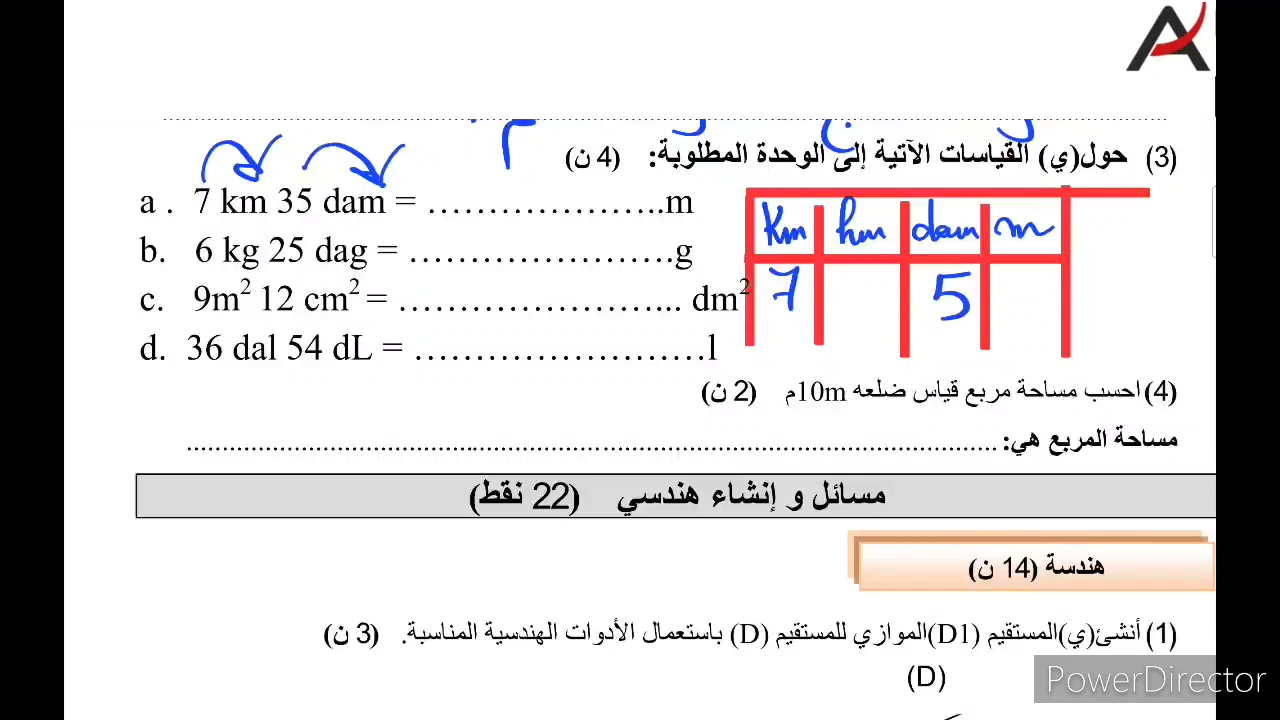 (3) حول(ي) القياسات الآتية إلى الوحدة المطلوبة: (4 ن)
a . 7 km 35 dam = …………………..m
b. 6 kg 25 dag = …………………….g
c. 9m² 12 cm² = ……………………... dm²
d. 36 dal 54 dL = ……………………….l
Km hm dam m
7 5
(4) احسب مساحة مربع قياس ضلعه 10mم (2 ن)
مساحة المربع هي: ........................................................................
مسائل و إنشاء هندسي (22 نقط)
هندسة (14 ن)
(1) أنشئ(ي)المستقيم (D1)الموازي للمستقيم (D) باستعمال الأدوات الهندسية المناسبة. (3 ن)
(D)
PowerDirector